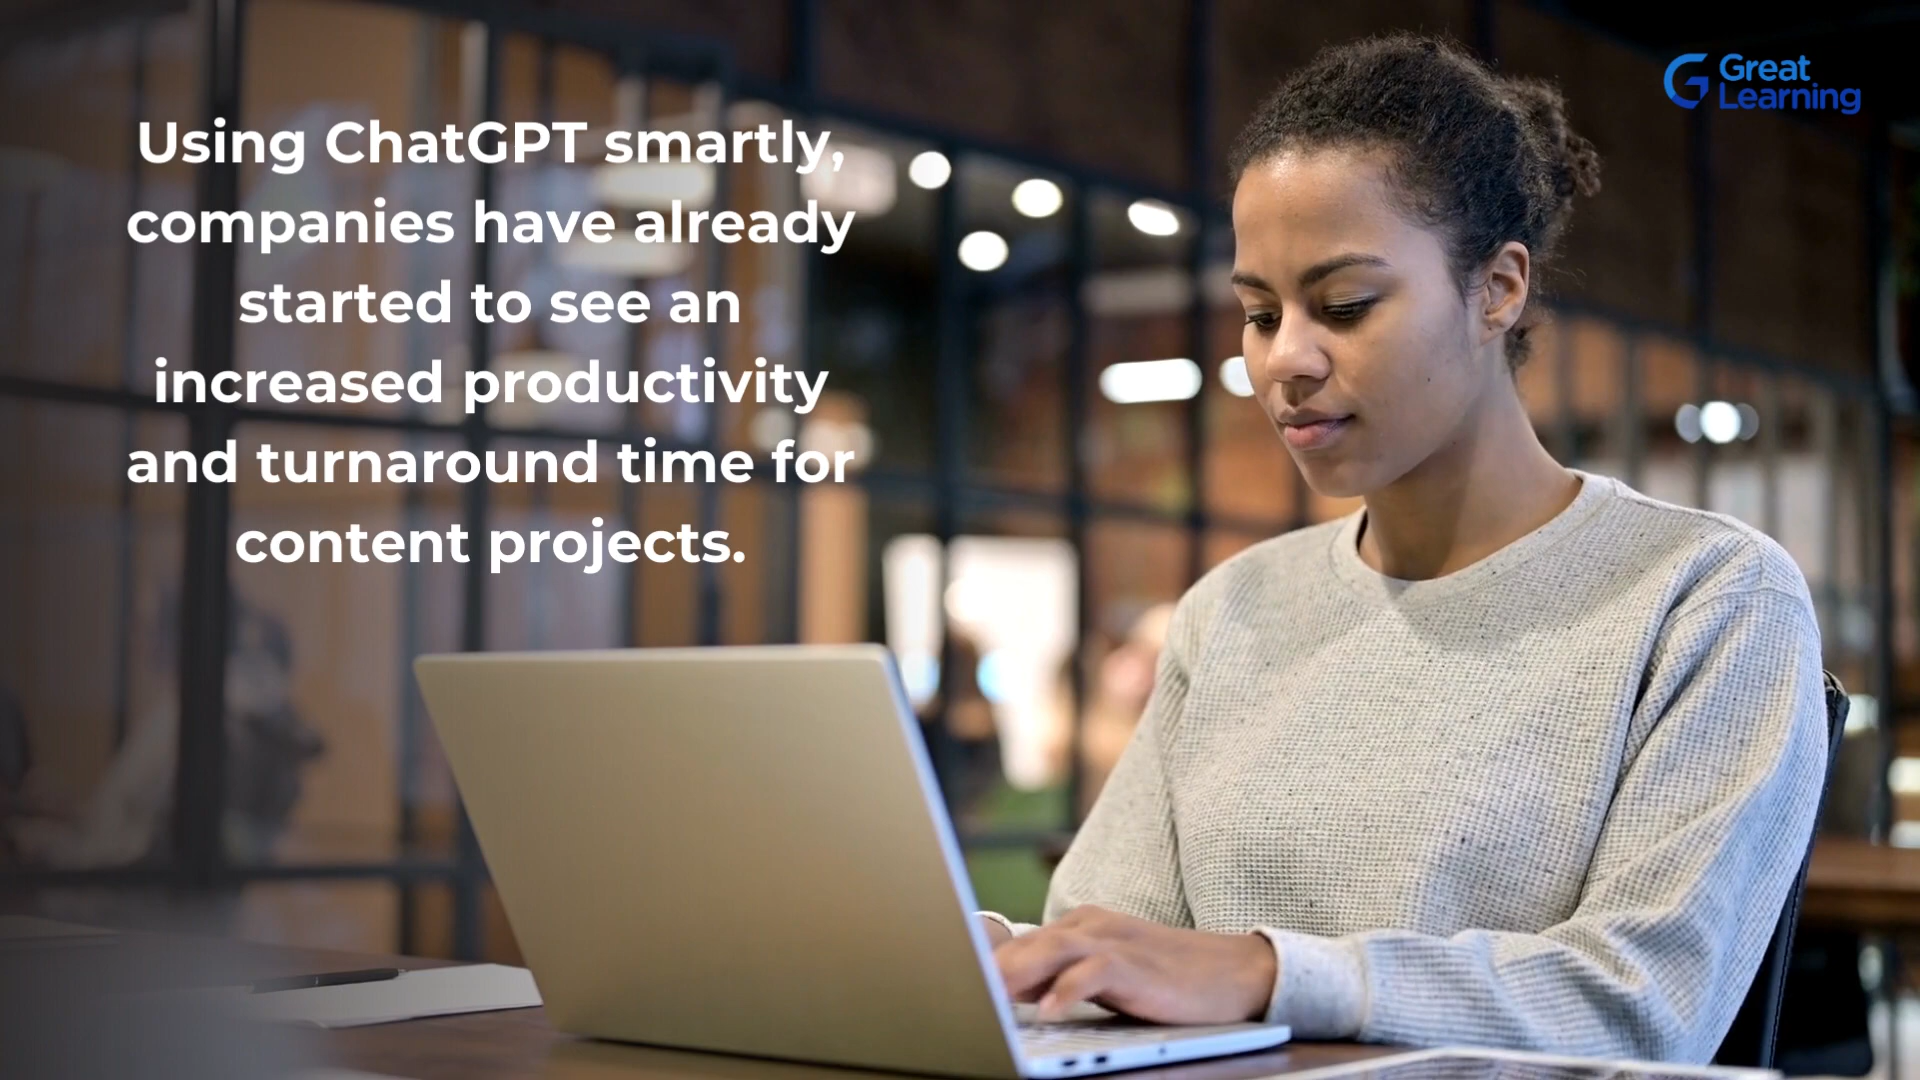 Great
Learning
Using ChatGPT smartly,
companies have already
started to see an
increased productivity
and turnaround time for
content projects.